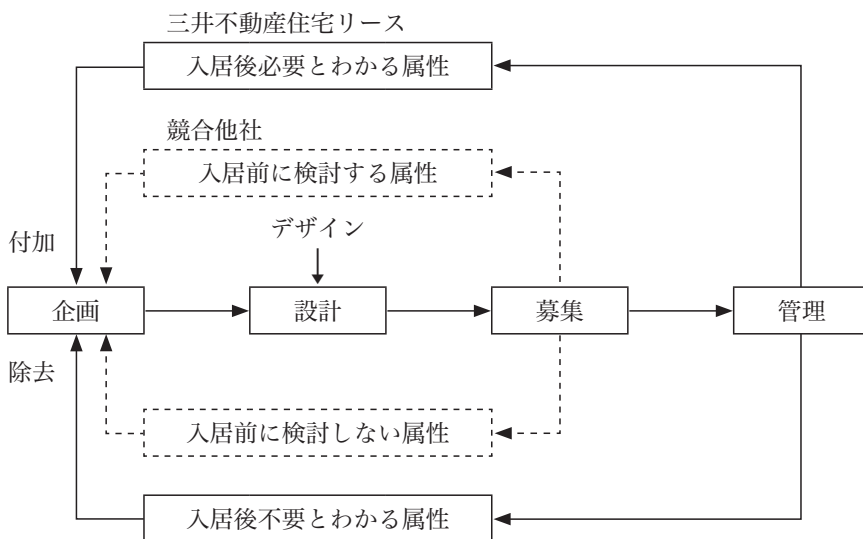 三井不動産住宅リース
入居後必要とわかる属性
競合他社
入居前に検討する属性
デザイン
付加
企画
設計
募集
管理
除去
入居前に検討しない属性
入居後不要とわかる属性